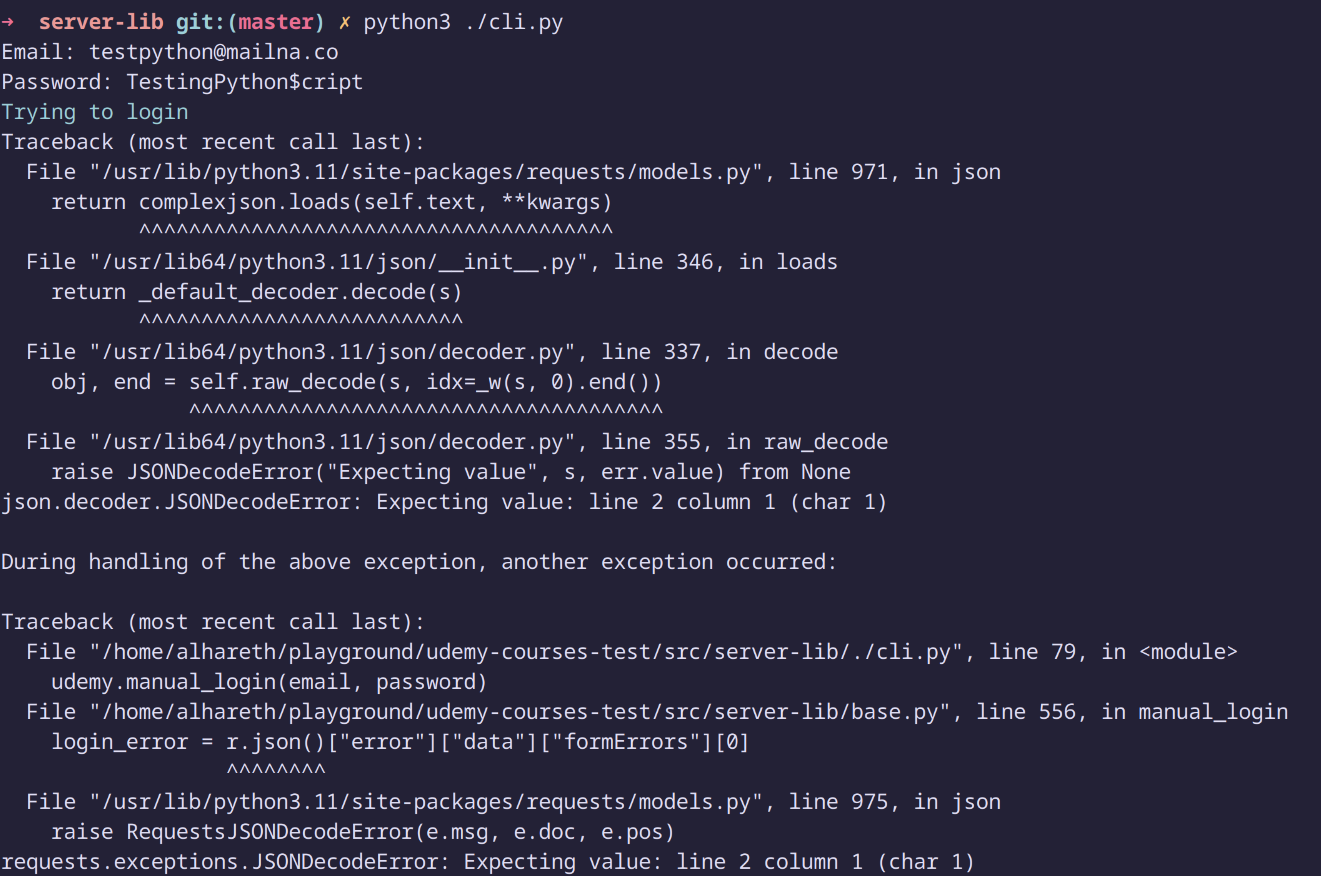 →  server-lib git:(master) ✗ python3 ./cli.py
Email: testpython@mailna.co
Password: TestingPython$cript
Trying to login
Traceback (most recent call last):
  File "/usr/lib/python3.11/site-packages/requests/models.py", line 971, in json
    return complexjson.loads(self.text, **kwargs)
           ^^^^^^^^^^^^^^^^^^^^^^^^^^^^^^^^^^^^^^
  File "/usr/lib64/python3.11/json/__init__.py", line 346, in loads
    return _default_decoder.decode(s)
           ^^^^^^^^^^^^^^^^^^^^^^^^^^
  File "/usr/lib64/python3.11/json/decoder.py", line 337, in decode
    obj, end = self.raw_decode(s, idx=_w(s, 0).end())
               ^^^^^^^^^^^^^^^^^^^^^^^^^^^^^^^^^^^^^^
  File "/usr/lib64/python3.11/json/decoder.py", line 355, in raw_decode
    raise JSONDecodeError("Expecting value", s, err.value) from None
json.decoder.JSONDecodeError: Expecting value: line 2 column 1 (char 1)

During handling of the above exception, another exception occurred:

Traceback (most recent call last):
  File "/home/alhareth/playground/udemy-courses-test/src/server-lib/./cli.py", line 79, in <module>
    udemy.manual_login(email, password)
  File "/home/alhareth/playground/udemy-courses-test/src/server-lib/base.py", line 556, in manual_login
    login_error = r.json()["error"]["data"]["formErrors"][0]
                  ^^^^^^^^
  File "/usr/lib/python3.11/site-packages/requests/models.py", line 975, in json
    raise RequestsJSONDecodeError(e.msg, e.doc, e.pos)
requests.exceptions.JSONDecodeError: Expecting value: line 2 column 1 (char 1)